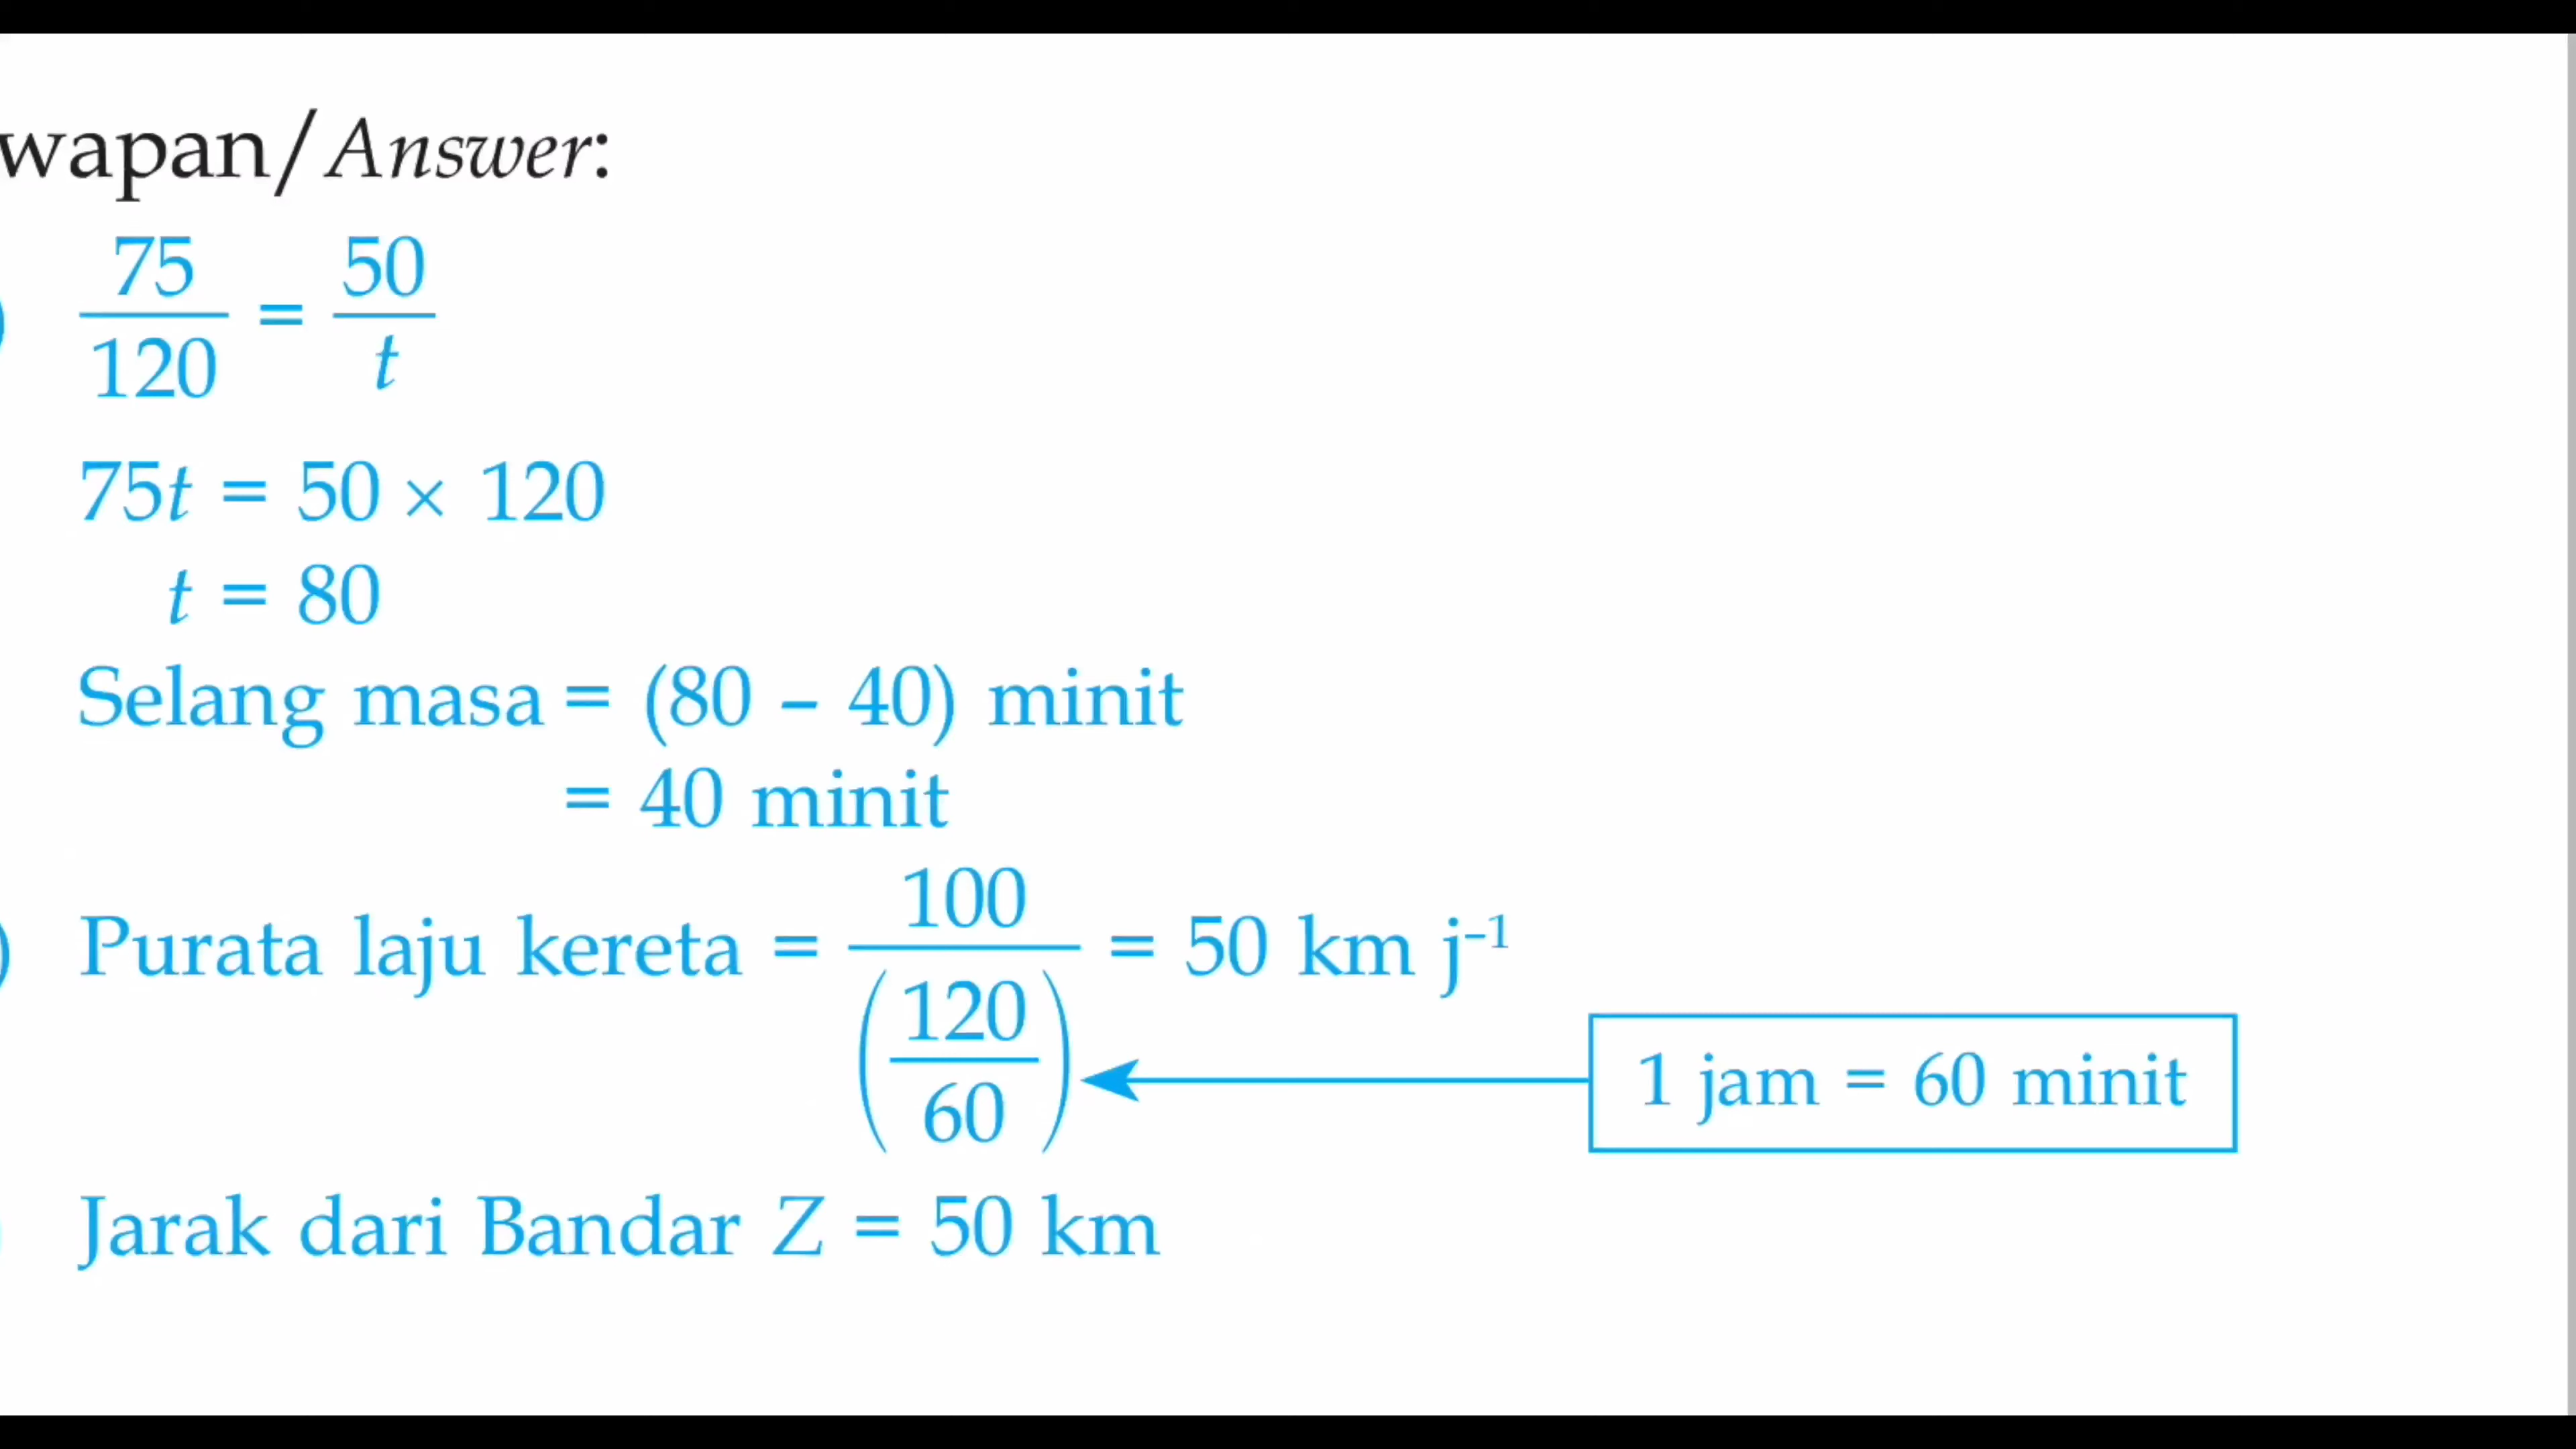 wapan/Answer:
) 75/120 = 50/t
75t = 50 × 120
t = 80
Selang masa = (80 – 40) minit
= 40 minit
) Purata laju kereta = 100/(120/60) = 50 km j⁻¹
1 jam = 60 minit
Jarak dari Bandar Z = 50 km